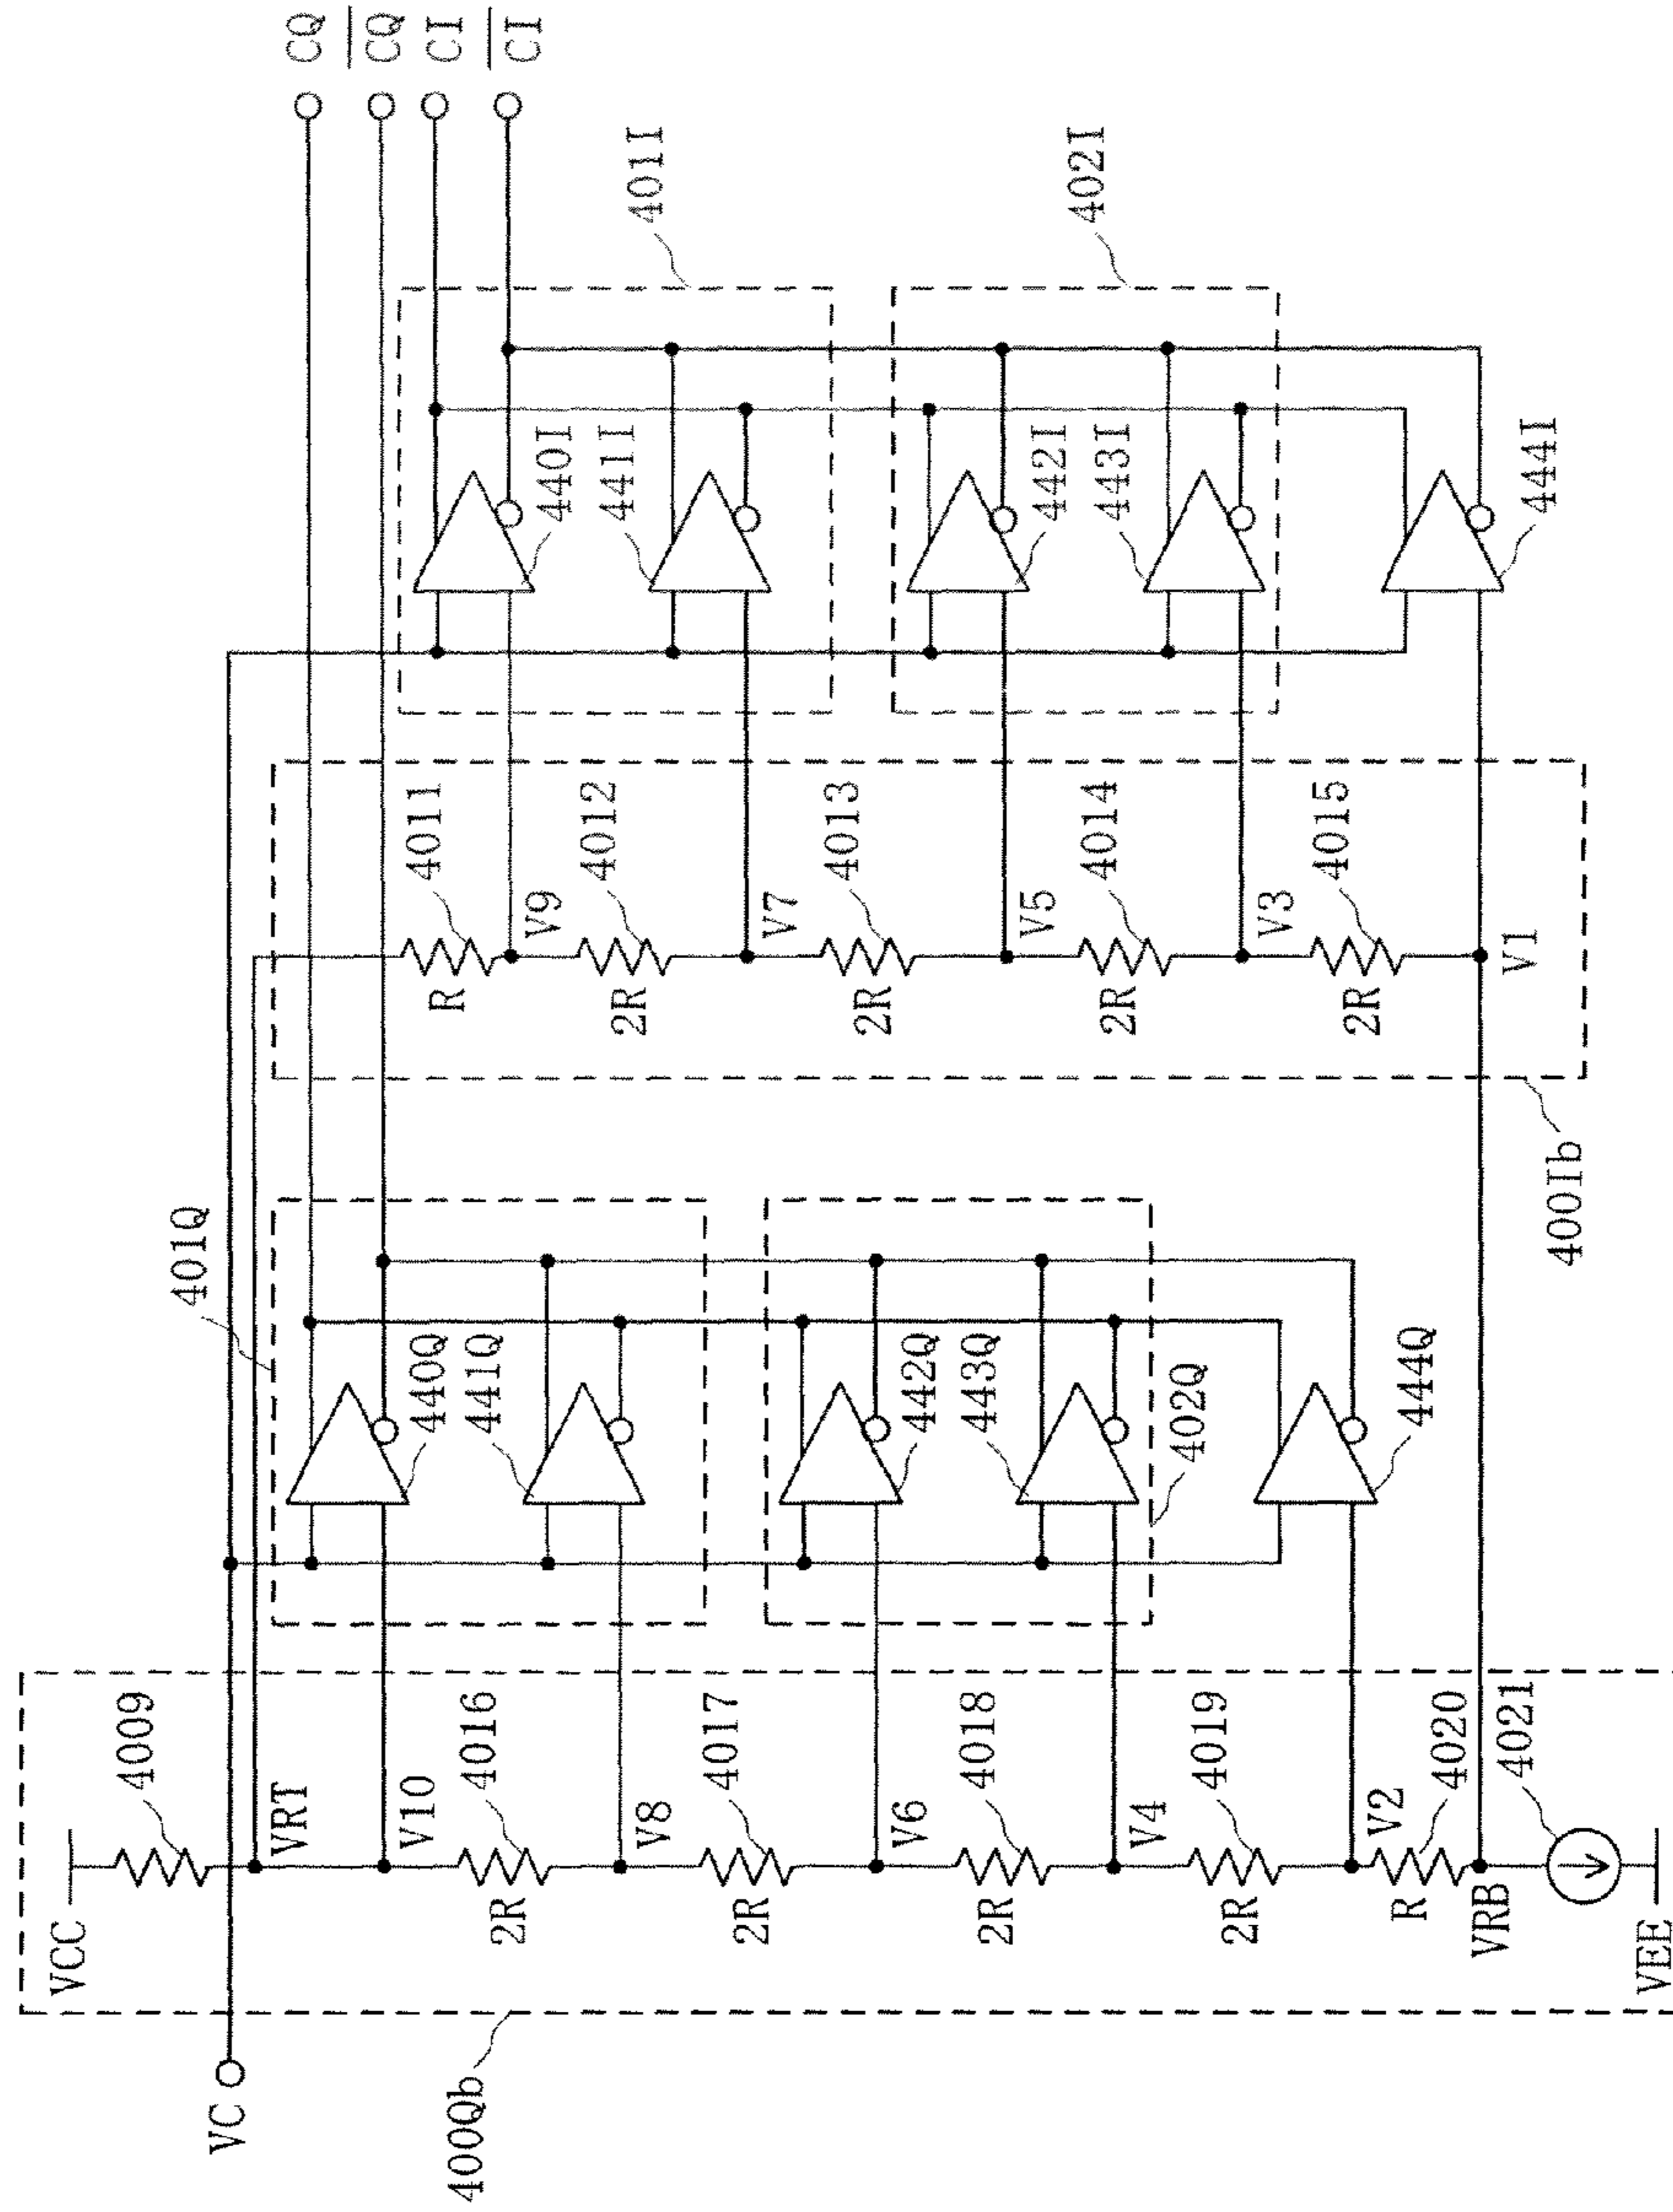 CQ
CQ
CI
CI
401I
402I
440I
441I
442I
443I
444I
4011
4012
4013
4014
4015
R
2R
2R
2R
2R
V9
V7
V5
V3
V1
400Ib
401Q
440Q
441Q
442Q
443Q
444Q
402Q
VCC
4009
VRT
V10
4016
2R
V8
4017
2R
V6
4018
2R
V4
4019
2R
V2
4020
R
VRB
4021
VEE
VC
400Qb